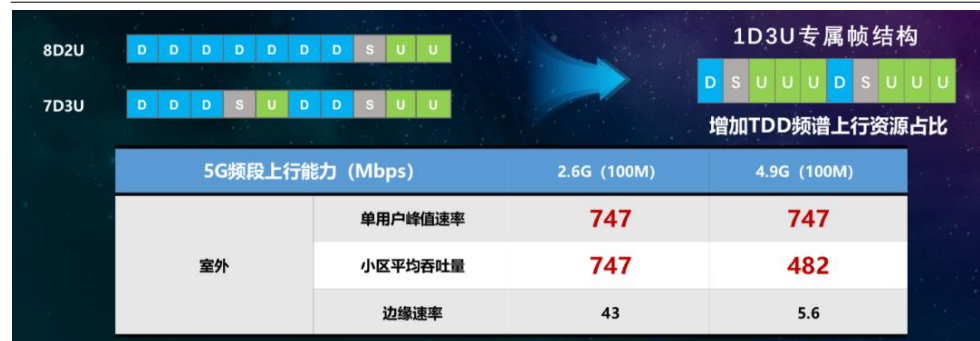 8D2U
D D D D D D D S U U
7D3U
D D D S U D D S U U
1D3U专属帧结构
D S U U U D S U U U
增加TDD频谱上行资源占比
5G频段上行能力（Mbps） 2.6G（100M） 4.9G（100M）
室外
单用户峰值速率 747 747
小区平均吞吐量 747 482
边缘速率 43 5.6